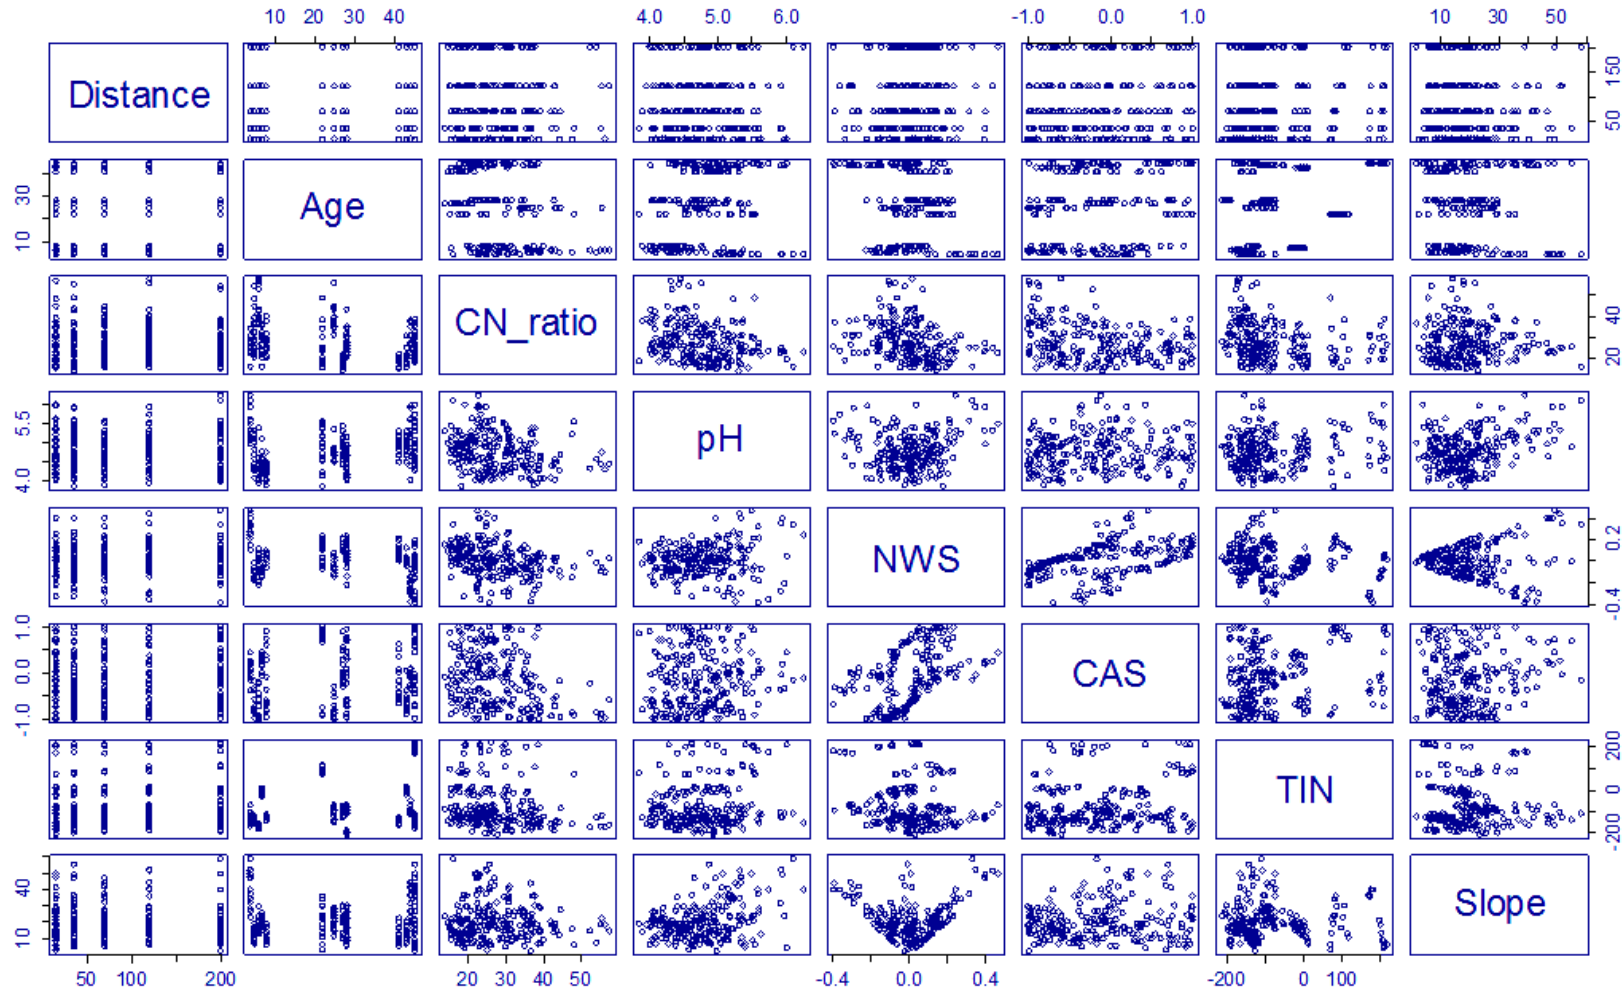 10 20 30 40 4.0 5.0 6.0 -1.0 0.0 1.0 10 30 50
Distance 50 150
10 30 Age
CN_ratio 20 40
4.0 5.5 pH
NWS -0.4 0.2
-1.0 0.0 1.0 CAS
TIN -200 0 200
10 40 Slope
50 100 200 20 30 40 50 -0.4 0.0 0.4 -200 0 100